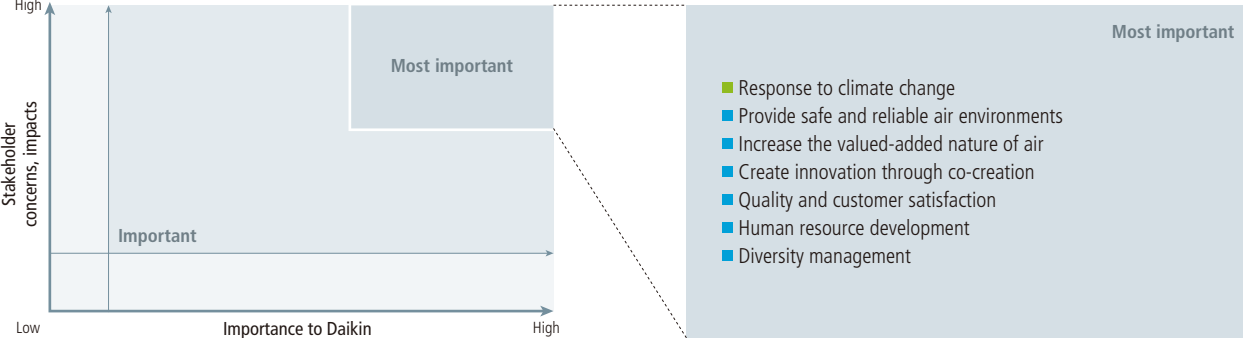 High
Most important
Important
Stakeholder
concerns, impacts
Low
Importance to Daikin
High
Most important
Response to climate change
Provide safe and reliable air environments
Increase the valued-added nature of air
Create innovation through co-creation
Quality and customer satisfaction
Human resource development
Diversity management